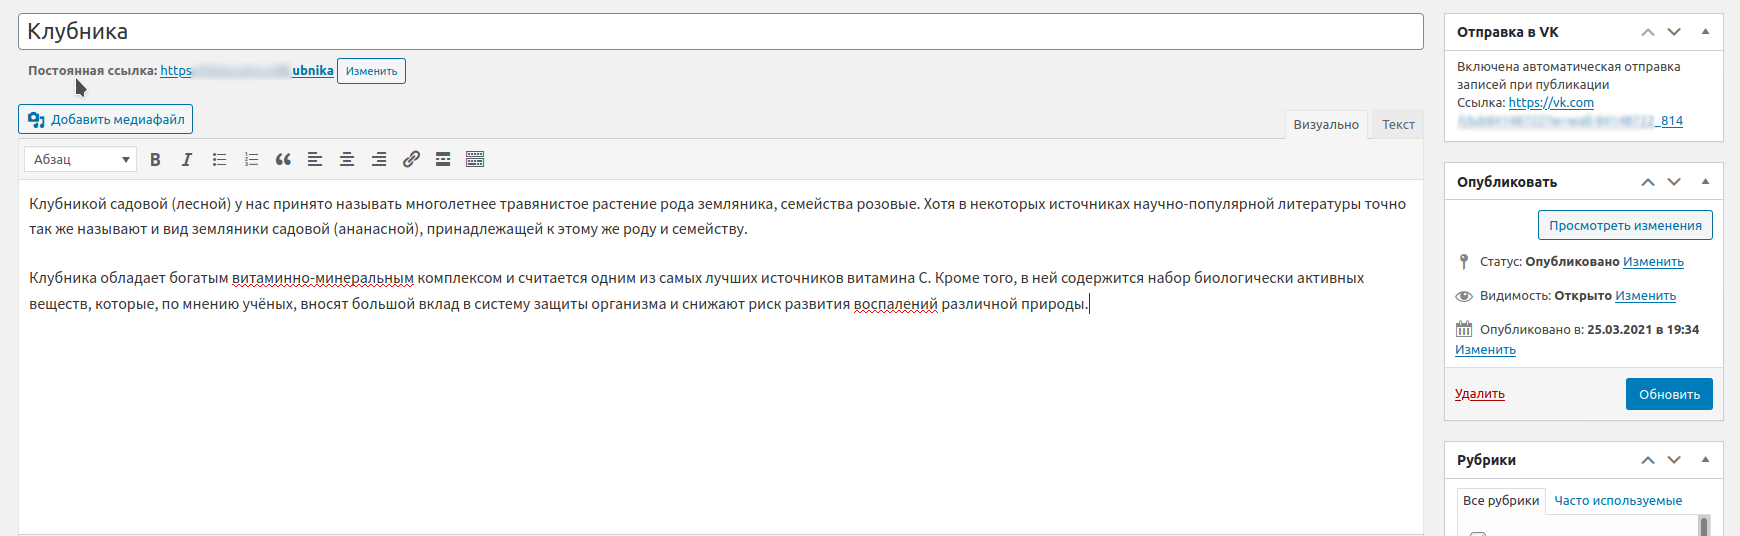 Клубника
Постоянная ссылка: https ubnika Изменить
Добавить медиафайл
Визуально Текст
Абзац
Клубникой садовой (лесной) у нас принято называть многолетнее травянистое растение рода земляника, семейства розовые. Хотя в некоторых источниках научно-популярной литературы точно
так же называют и вид земляники садовой (ананасной), принадлежащей к этому же роду и семейству.
Клубника обладает богатым витаминно-минеральным комплексом и считается одним из самых лучших источников витамина С. Кроме того, в ней содержится набор биологически активных
веществ, которые, по мнению учёных, вносят большой вклад в систему защиты организма и снижают риск развития воспалений различной природы.
Отправка в VK
Включена автоматическая отправка
записей при публикации
Ссылка: https://vk.com
_814
Опубликовать
Просмотреть изменения
Статус: Опубликовано Изменить
Видимость: Открыто Изменить
Опубликовано в: 25.03.2021 в 19:34
Изменить
Удалить Обновить
Рубрики
Все рубрики Часто используемые